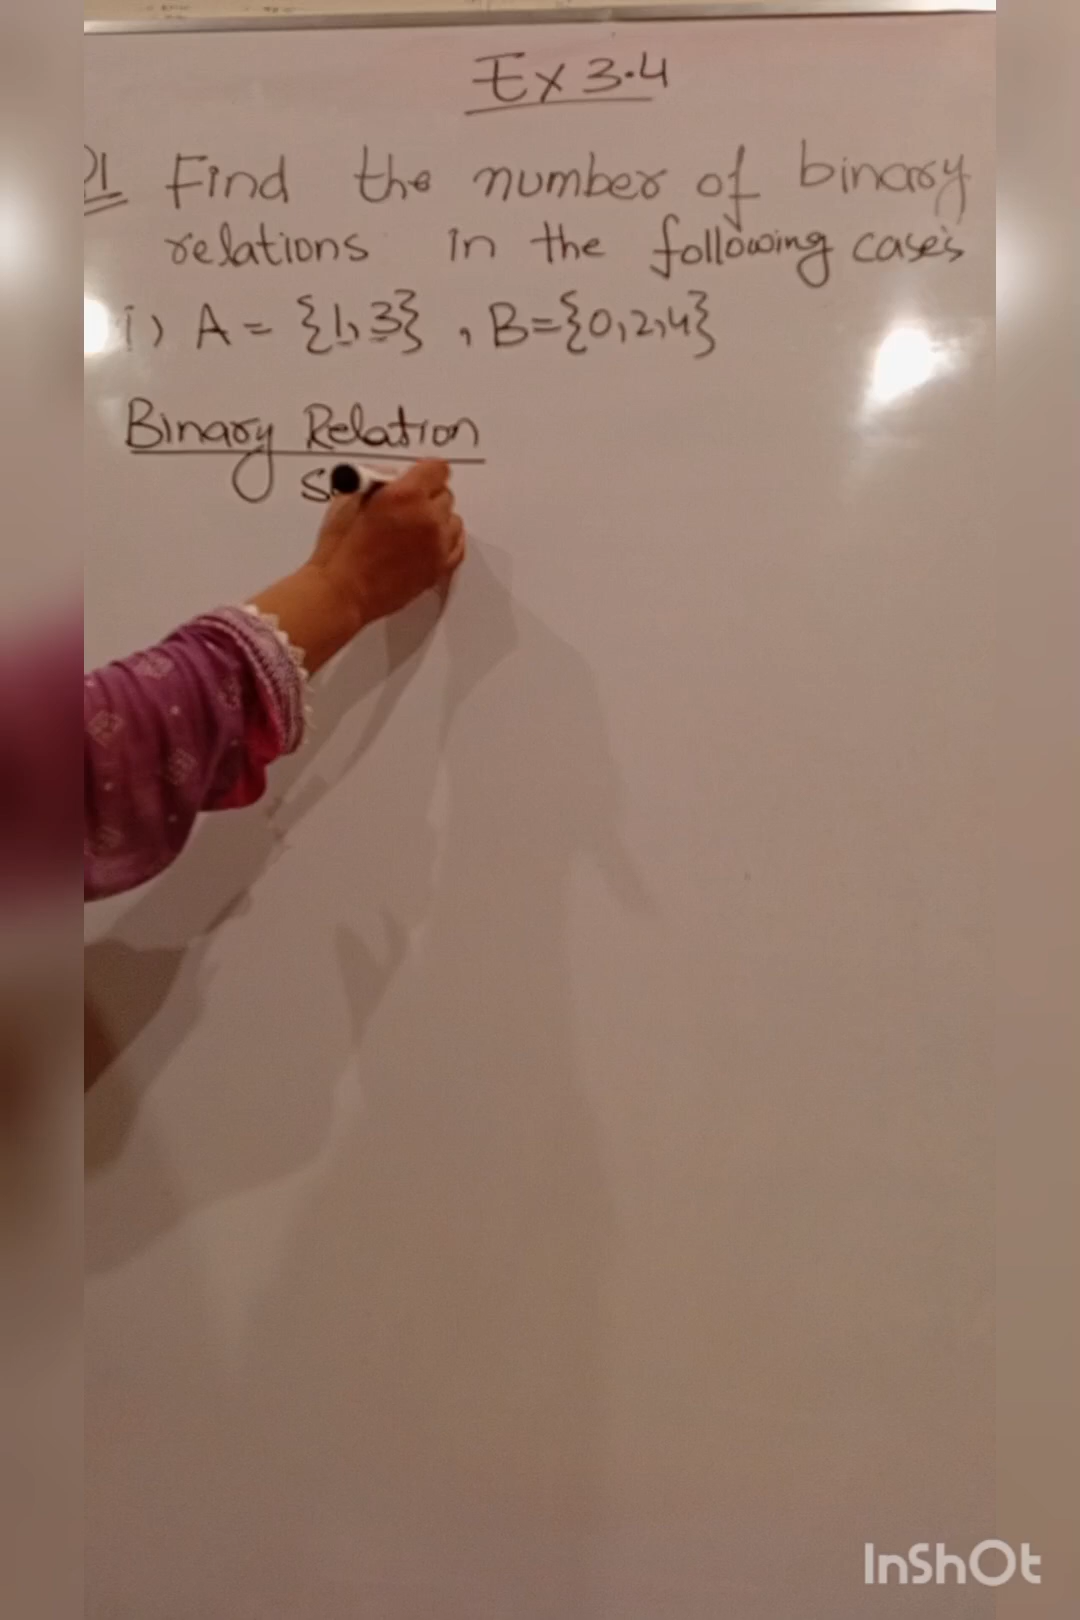 Ex 3.4
Q1 Find the number of binary
relations in the following cases
i) A = {1, 3} , B={0,2,4}
Binary Relation
InShOt